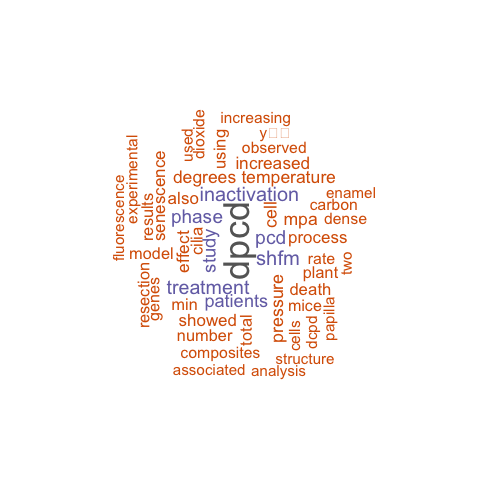 increasing
y
used
dioxide
using
observed
increased
experimental
senescence
degrees
temperature
fluorescence
results
also
inactivation
enamel
carbon
phase
cell
mpa
dense
model
effect
cilia
study
dpcd
pcd
process
shfm
rate
two
plant
resection
genes
treatment
pressure
death
min
patients
mice
papilla
showed
total
cells
dcpd
number
composites
structure
associated
analysis